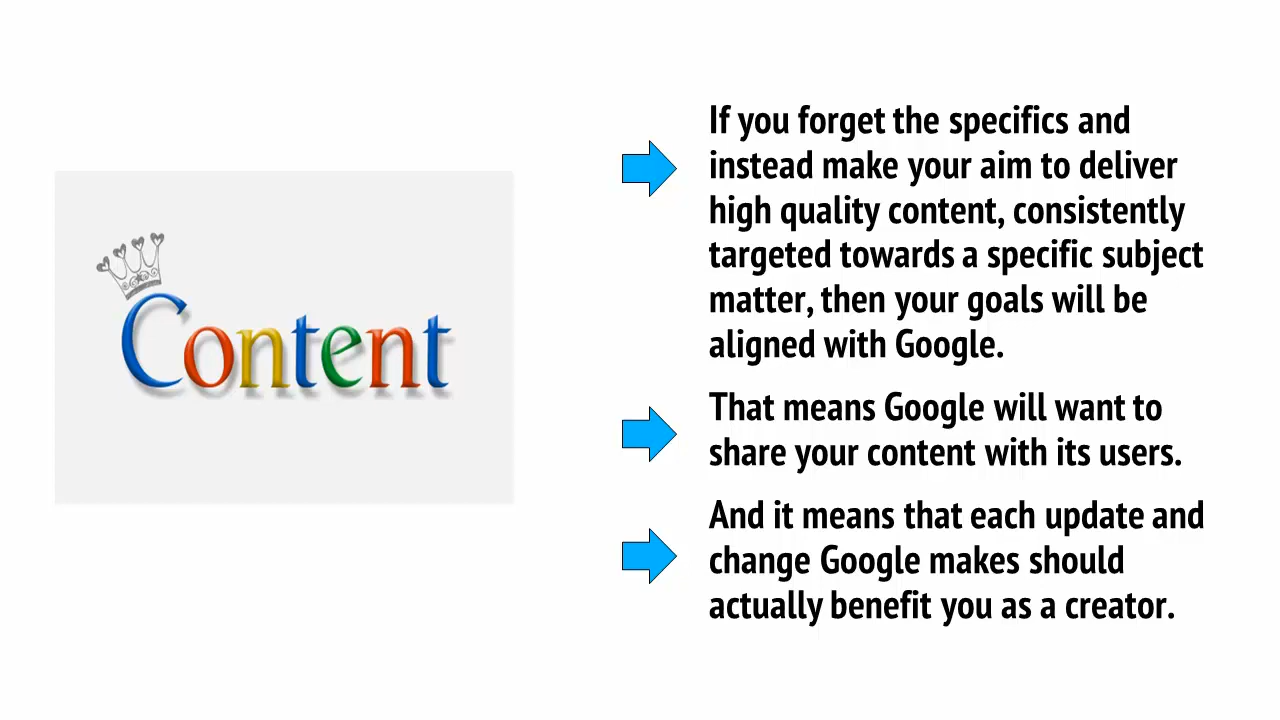 Content
If you forget the specifics and
instead make your aim to deliver
high quality content, consistently
targeted towards a specific subject
matter, then your goals will be
aligned with Google.
That means Google will want to
share your content with its users.
And it means that each update and
change Google makes should
actually benefit you as a creator.